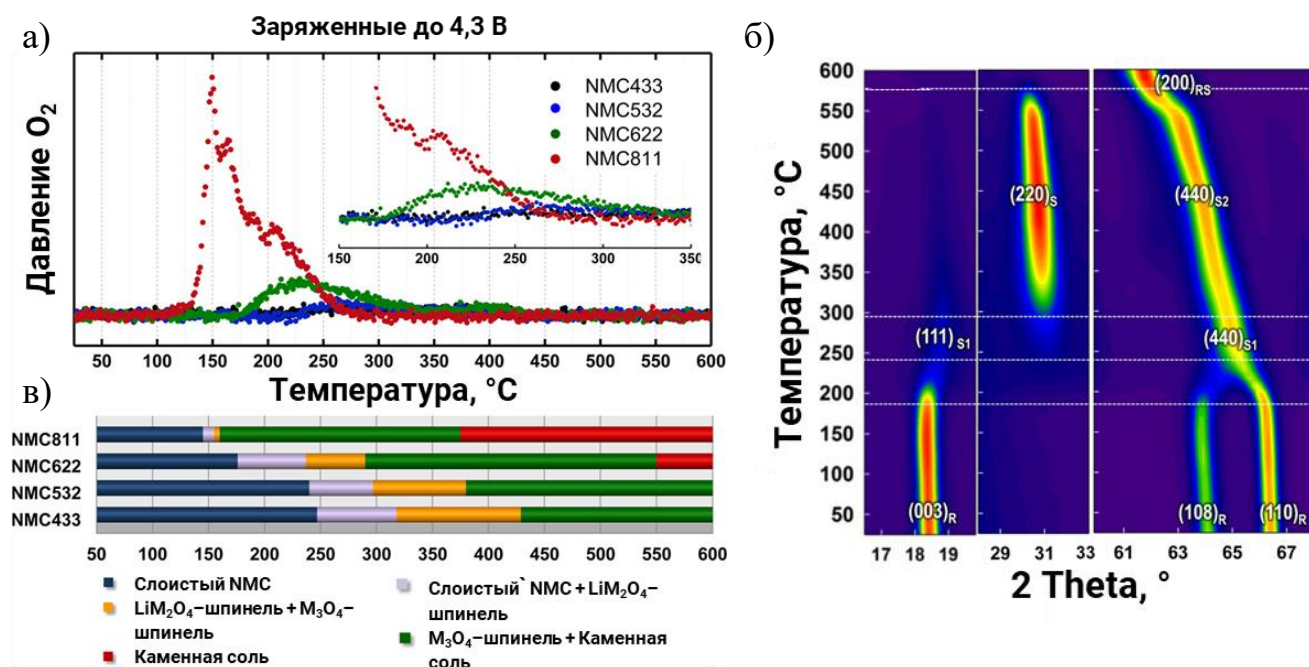 а)
Заряженные до 4,3 В
Давление O₂
NMC433
NMC532
NMC622
NMC811
150 200 250 300 350
50 100 150 200 250 300 350 400 450 500 550 600
Температура, °C
б)
Температура, °C
600
550
500
450
400
350
300
250
200
150
100
50
(200)RS
(220)S
(440)S2
(111) S1
(440)S1
(003)R
(108)R
(110)R
17 18 19 29 31 33 61 63 65 67
2 Theta, °
в)
NMC811
NMC622
NMC532
NMC433
50 100 150 200 250 300 350 400 450 500 550 600
Слоистый NMC
LiM₂O₄–шпинель + M₃O₄–
шпинель
Каменная соль
Слоистый` NMC + LiM₂O₄–
шпинель
M₃O₄–шпинель + Каменная
соль